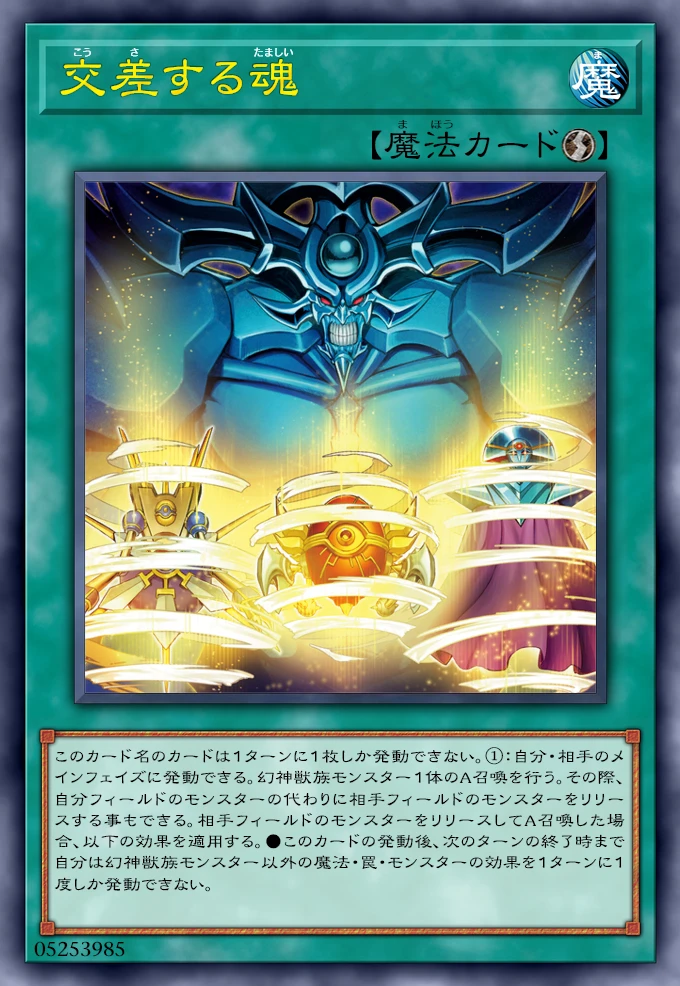 こう さ たましい
交差する魂
ま
魔
ま ほう
【魔法カード】
このカード名のカードは1ターンに1枚しか発動できない。①:自分・相手のメ
インフェイズに発動できる。幻神獣族モンスター1体のA召喚を行う。その際、
自分フィールドのモンスターの代わりに相手フィールドのモンスターをリリー
スする事もできる。相手フィールドのモンスターをリリースしてA召喚した場
合、以下の効果を適用する。●このカードの発動後、次のターンの終了時まで
自分は幻神獣族モンスター以外の魔法・罠・モンスターの効果を1ターンに1
度しか発動できない。
05253985